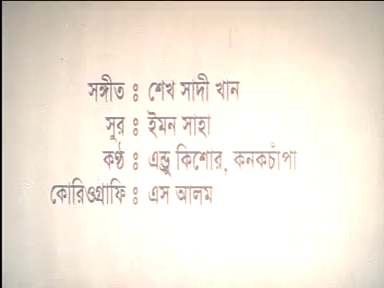 সঙ্গীত : শেখ সাদী খান
সুর : ইমন সাহা
কণ্ঠ : এন্ড্রু কিশোর, কনকচাঁপা
কোরিওগ্রাফি : এস আলম